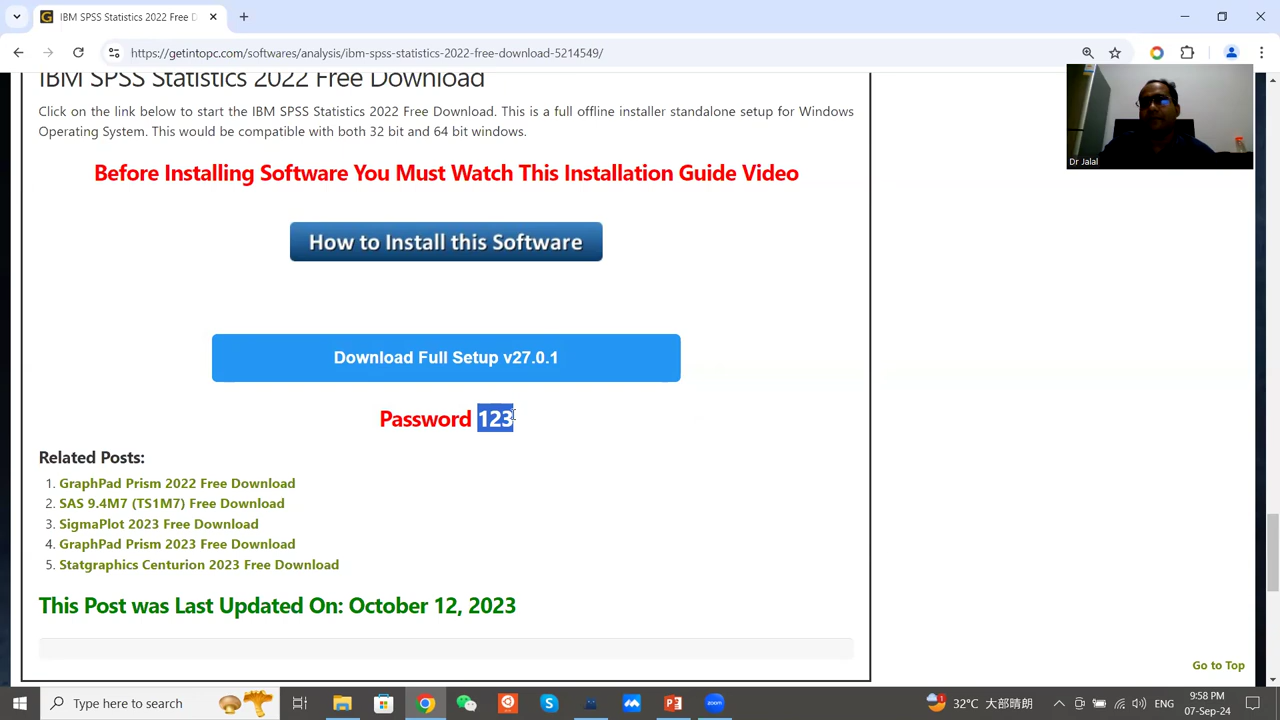 IBM SPSS Statistics 2022 Free D
https://getintopc.com/softwares/analysis/ibm-spss-statistics-2022-free-download-5214549/
IBM SPSS Statistics 2022 Free Download
Click on the link below to start the IBM SPSS Statistics 2022 Free Download. This is a full offline installer standalone setup for Windows
Operating System. This would be compatible with both 32 bit and 64 bit windows.
Dr Jalal
Before Installing Software You Must Watch This Installation Guide Video
How to Install this Software
Download Full Setup v27.0.1
Password 123
Related Posts:
1. GraphPad Prism 2022 Free Download
2. SAS 9.4M7 (TS1M7) Free Download
3. SigmaPlot 2023 Free Download
4. GraphPad Prism 2023 Free Download
5. Statgraphics Centurion 2023 Free Download
This Post was Last Updated On: October 12, 2023
Go to Top
Type here to search
zoom
1
32°C 大部晴朗
ENG
9:58 PM
07-Sep-24